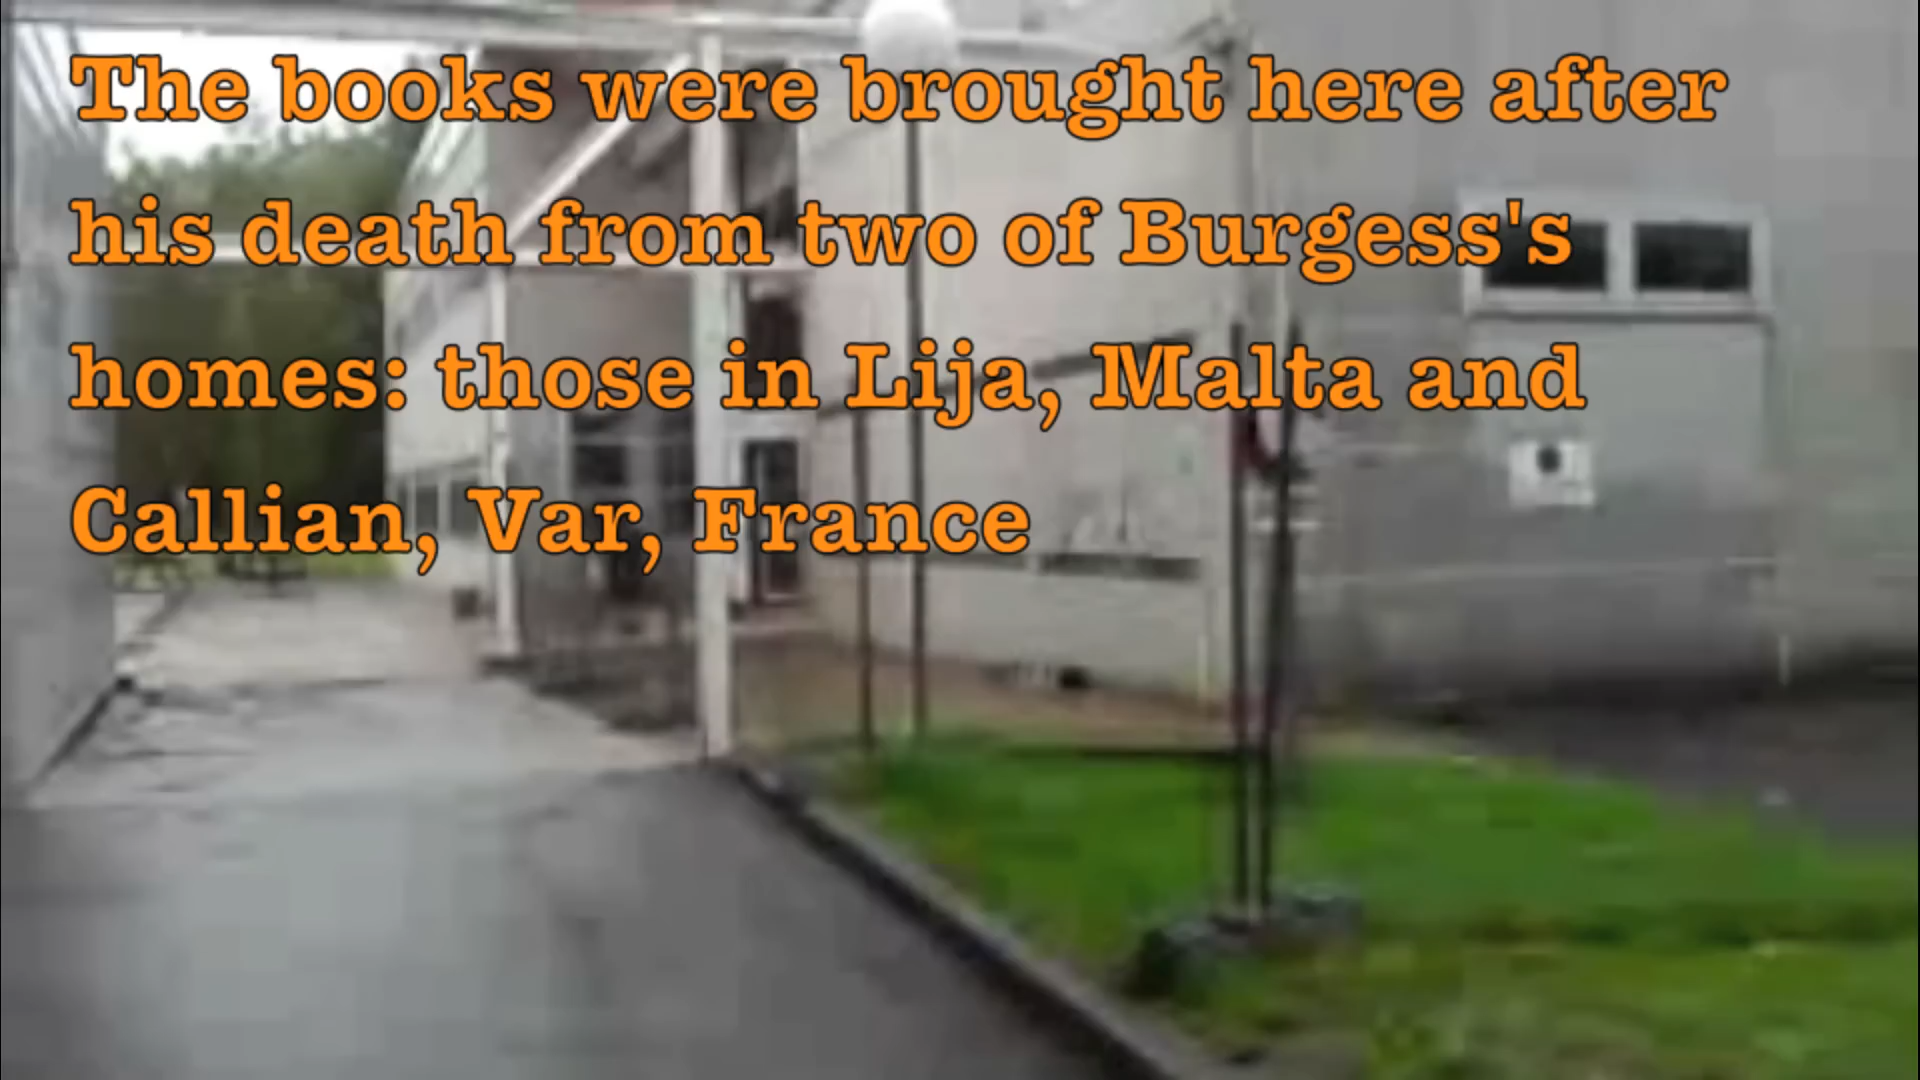 The books were brought here after
his death from two of Burgess's
homes: those in Lija, Malta and
Callian, Var, France